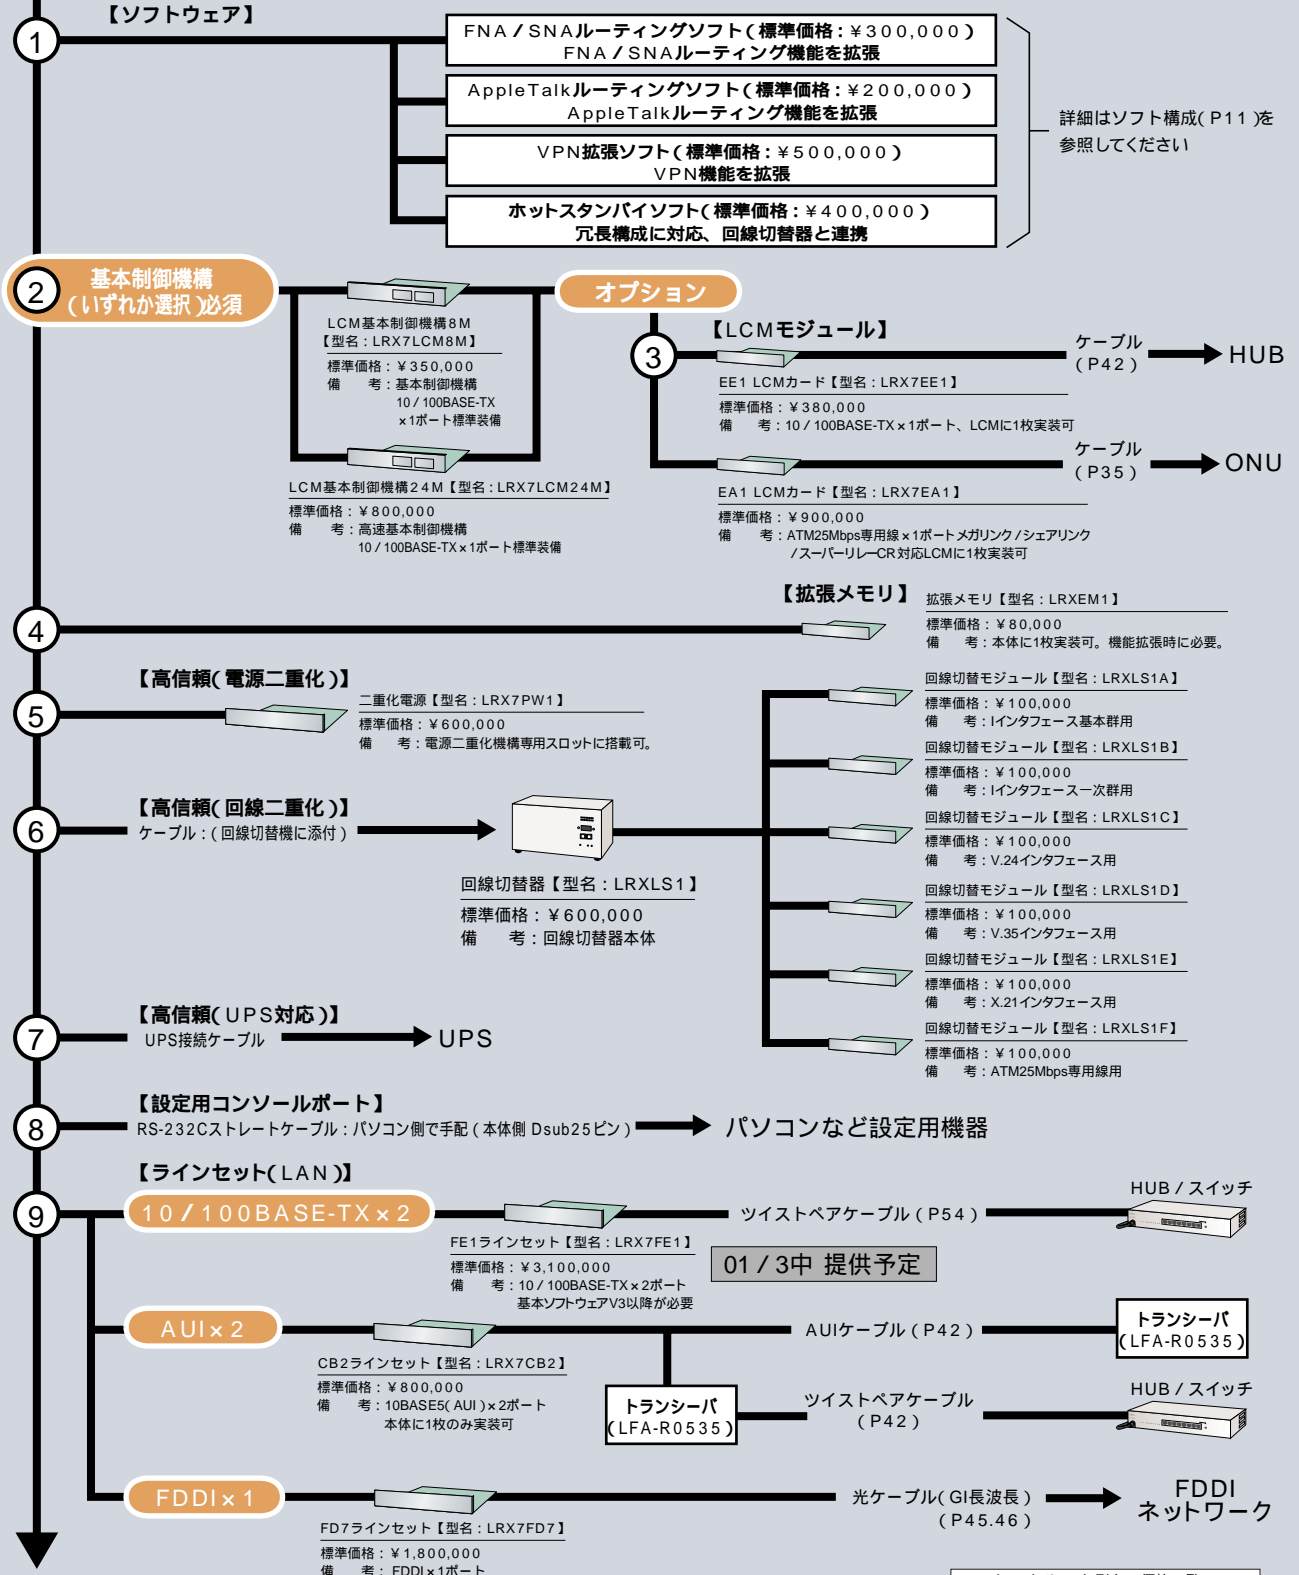 【ソフトウェア】
1
FNA/SNAルーティングソフト(標準価格:¥300,000)
FNA/SNAルーティング機能を拡張
AppleTalkルーティングソフト(標準価格:¥200,000)
AppleTalkルーティング機能を拡張
VPN拡張ソフト(標準価格:¥500,000)
VPN機能を拡張
ホットスタンバイソフト(標準価格:¥400,000)
冗長構成に対応、回線切替器と連携
詳細はソフト構成(P11)を
参照してください
2
基本制御機構
(いずれか選択)必須
LCM基本制御機構8M
【型名:LRX7LCM8M】
標準価格:¥350,000
備 考:基本制御機構
10/100BASE-TX
×1ポート標準装備
LCM基本制御機構24M【型名:LRX7LCM24M】
標準価格:¥800,000
備 考:高速基本制御機構
10/100BASE-TX×1ポート標準装備
オプション
3
【LCMモジュール】
EE1 LCMカード【型名:LRX7EE1】
標準価格:¥380,000
備 考:10/100BASE-TX×1ポート、LCMに1枚実装可
ケーブル
(P42)
HUB
EA1 LCMカード【型名:LRX7EA1】
標準価格:¥900,000
備 考:ATM25Mbps専用線×1ポートメガリンク/シェアリンク
/スーパーリレーCR対応LCMに1枚実装可
ケーブル
(P35)
ONU
4
【拡張メモリ】
拡張メモリ【型名:LRXEM1】
標準価格:¥80,000
備 考:本体に1枚実装可。機能拡張時に必要。
5
【高信頼(電源二重化)】
二重化電源【型名:LRX7PW1】
標準価格:¥600,000
備 考:電源二重化機構専用スロットに搭載可。
6
【高信頼(回線二重化)】
ケーブル:(回線切替機に添付)
回線切替器【型名:LRXLS1】
標準価格:¥600,000
備 考:回線切替器本体
回線切替モジュール【型名:LRXLS1A】
標準価格:¥100,000
備 考:Iインタフェース基本群用
回線切替モジュール【型名:LRXLS1B】
標準価格:¥100,000
備 考:Iインタフェース一次群用
回線切替モジュール【型名:LRXLS1C】
標準価格:¥100,000
備 考:V.24インタフェース用
回線切替モジュール【型名:LRXLS1D】
標準価格:¥100,000
備 考:V.35インタフェース用
回線切替モジュール【型名:LRXLS1E】
標準価格:¥100,000
備 考:X.21インタフェース用
回線切替モジュール【型名:LRXLS1F】
標準価格:¥100,000
備 考:ATM25Mbps専用線用
7
【高信頼(UPS対応)】
UPS接続ケーブル
UPS
8
【設定用コンソールポート】
RS-232Cストレートケーブル:パソコン側で手配(本体側 Dsub25ピン)
パソコンなど設定用機器
9
【ラインセット(LAN)】
10/100BASE-TX×2
FE1ラインセット【型名:LRX7FE1】
標準価格:¥3,100,000
備 考:10/100BASE-TX×2ポート
基本ソフトウェアV3以降が必要
ツイストペアケーブル(P54)
01/3中 提供予定
HUB/スイッチ
AUI×2
CB2ラインセット【型名:LRX7CB2】
標準価格:¥800,000
備 考:10BASE5(AUI)×2ポート
本体に1枚のみ実装可
AUIケーブル(P42)
トランシーバ
(LFA-R0535)
トランシーバ
(LFA-R0535)
ツイストペアケーブル
(P42)
HUB/スイッチ
FDDI×1
FD7ラインセット【型名:LRX7FD7】
標準価格:¥1,800,000
備 考:FDDI×1ポート
光ケーブル(GI長波長)
(P45.46)
FDDI
ネットワーク